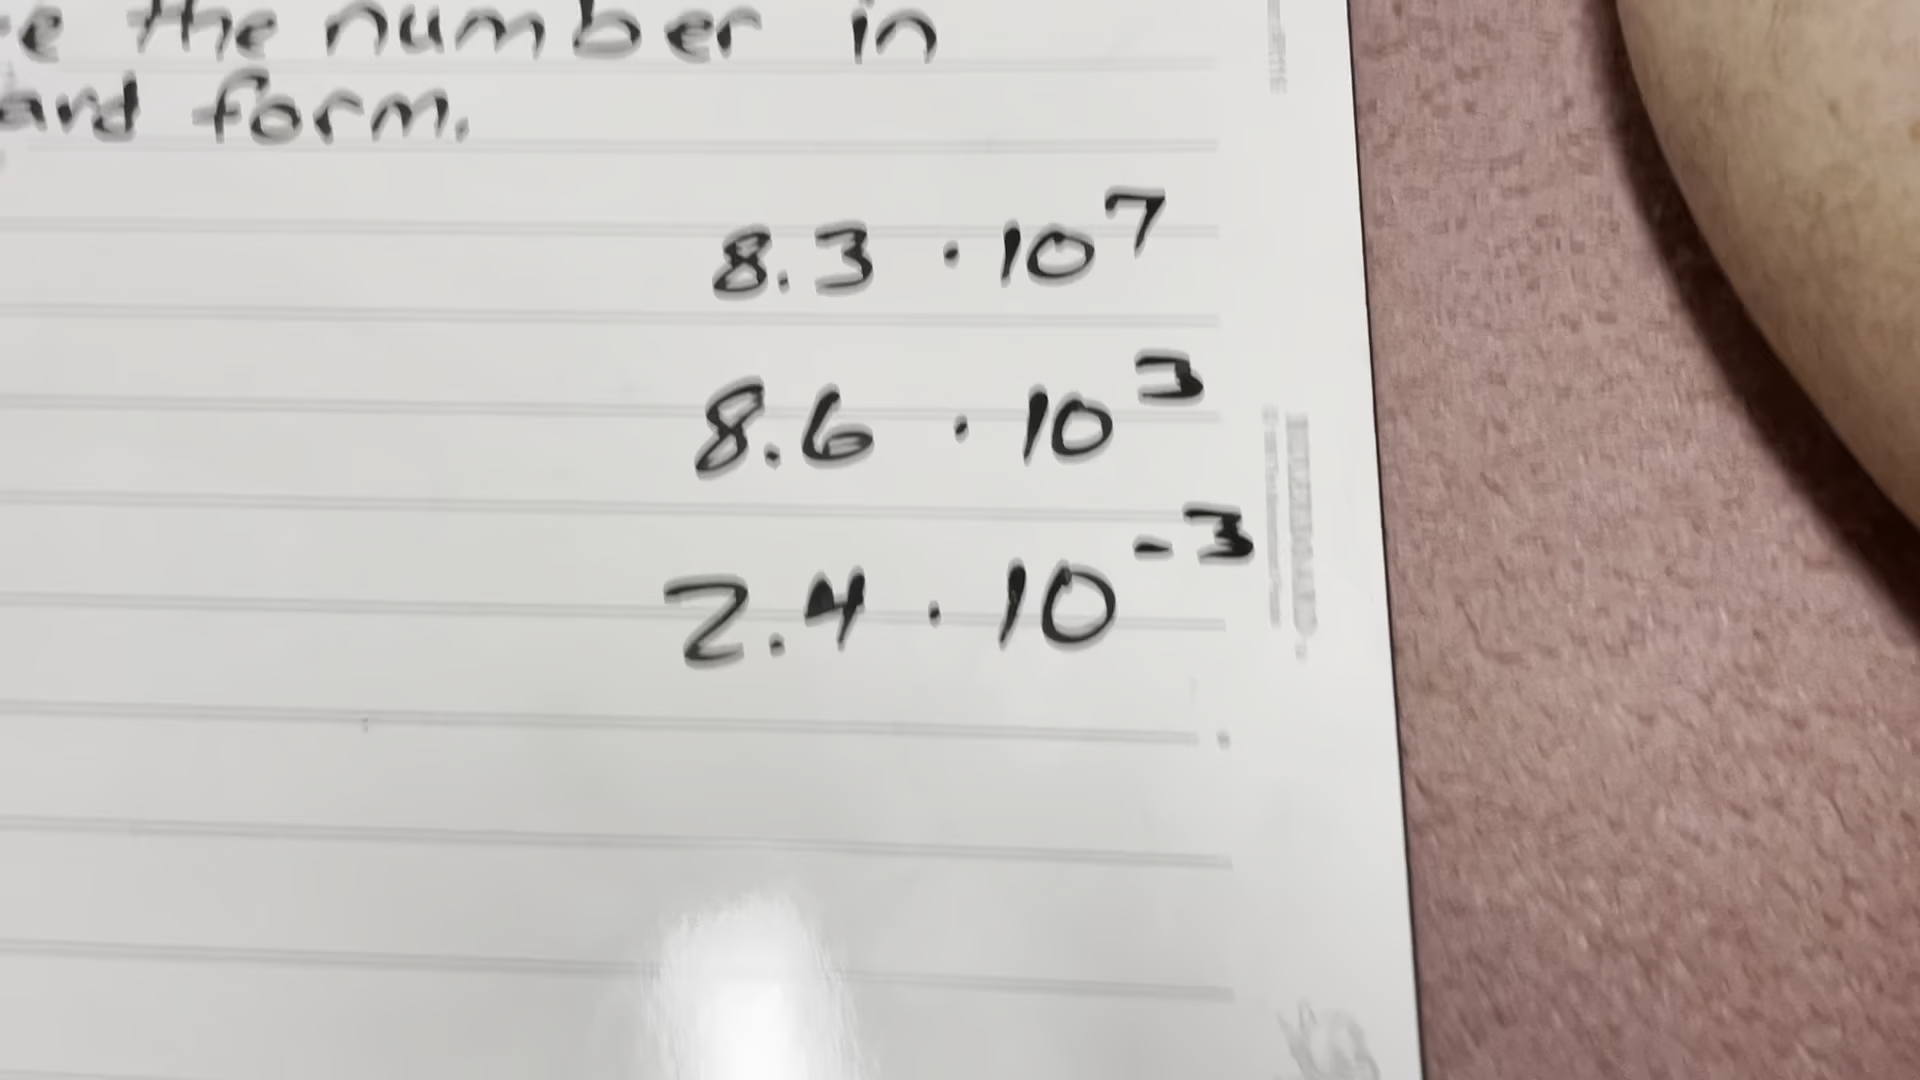 the number in
form.
8.3 · 10⁷
8.6 · 10³
2.4 · 10⁻³